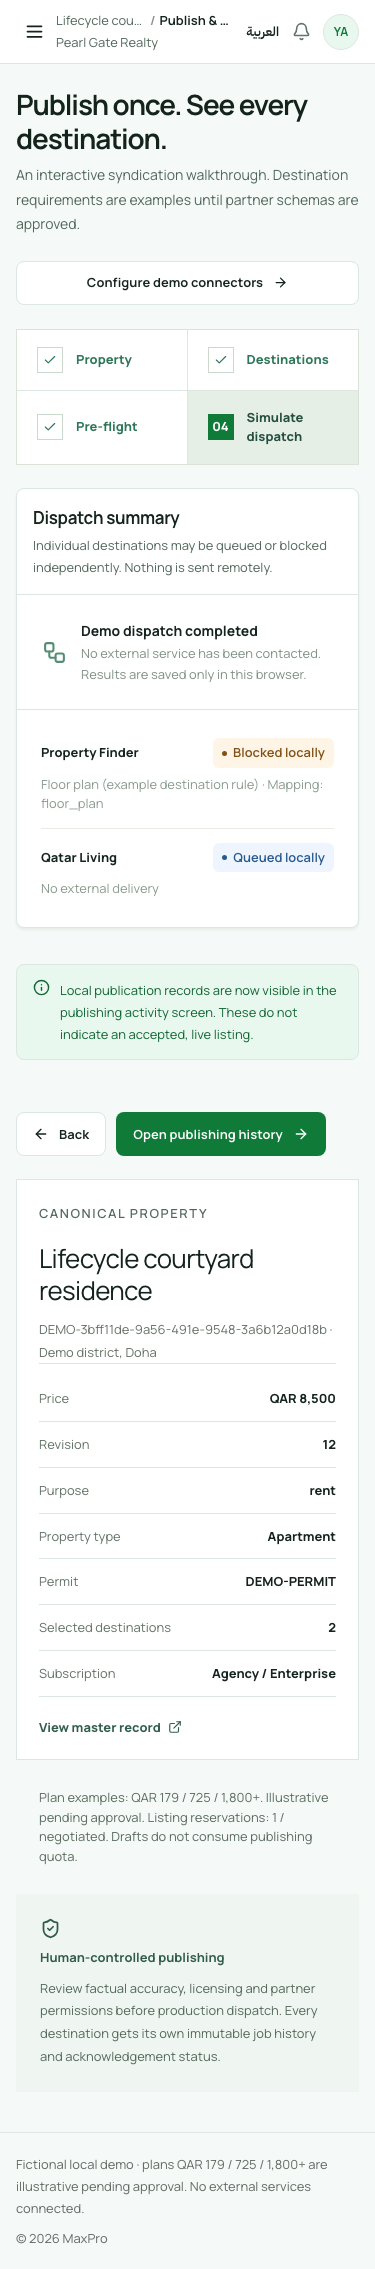 Lifecycle cou... / Publish & ...
Pearl Gate Realty
العربية
YA
Publish once. See every
destination.
An interactive syndication walkthrough. Destination
requirements are examples until partner schemas are
approved.
Configure demo connectors
Property
Destinations
Pre-flight
04
Simulate
dispatch
Dispatch summary
Individual destinations may be queued or blocked
independently. Nothing is sent remotely.
Demo dispatch completed
No external service has been contacted.
Results are saved only in this browser.
Property Finder
Blocked locally
Floor plan (example destination rule) · Mapping:
floor_plan
Qatar Living
Queued locally
No external delivery
Local publication records are now visible in the
publishing activity screen. These do not
indicate an accepted, live listing.
Back
Open publishing history
CANONICAL PROPERTY
Lifecycle courtyard
residence
DEMO-3bff11de-9a56-491e-9548-3a6b12a0d18b ·
Demo district, Doha
Price QAR 8,500
Revision 12
Purpose rent
Property type Apartment
Permit DEMO-PERMIT
Selected destinations 2
Subscription Agency / Enterprise
View master record
Plan examples: QAR 179 / 725 / 1,800+. Illustrative
pending approval. Listing reservations: 1 /
negotiated. Drafts do not consume publishing
quota.
Human-controlled publishing
Review factual accuracy, licensing and partner
permissions before production dispatch. Every
destination gets its own immutable job history
and acknowledgement status.
Fictional local demo · plans QAR 179 / 725 / 1,800+ are
illustrative pending approval. No external services
connected.
© 2026 MaxPro